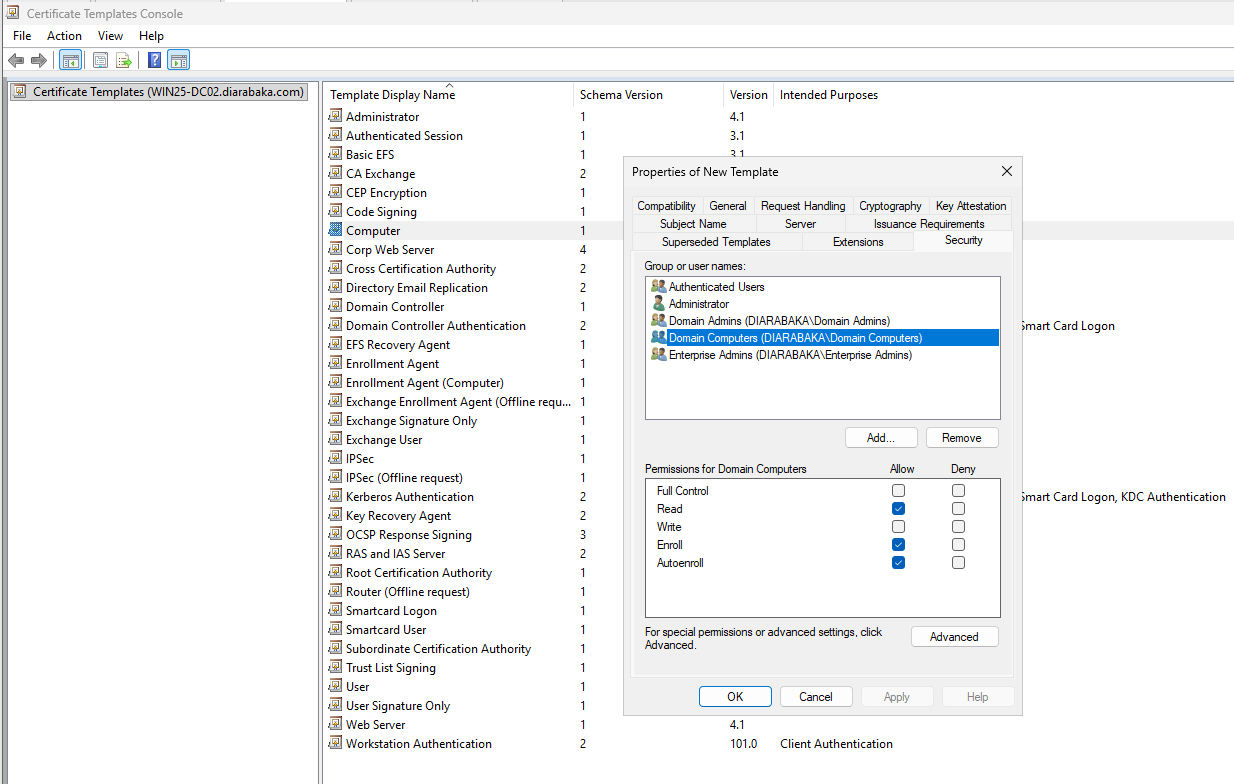 Certificate Templates Console
File Action View Help
Certificate Templates (WIN25-DC02.diarabaka.com)
Template Display Name Schema Version Version Intended Purposes
Administrator 1 4.1
Authenticated Session 1 3.1
Basic EFS 1 3.1
CA Exchange 2
CEP Encryption 1
Code Signing 1
Computer 1
Corp Web Server 4
Cross Certification Authority 2
Directory Email Replication 2
Domain Controller 1
Domain Controller Authentication 2 Smart Card Logon
EFS Recovery Agent 1
Enrollment Agent 1
Enrollment Agent (Computer) 1
Exchange Enrollment Agent (Offline requ... 1
Exchange Signature Only 1
Exchange User 1
IPSec 1
IPSec (Offline request) 1
Kerberos Authentication 2 Smart Card Logon, KDC Authentication
Key Recovery Agent 2
OCSP Response Signing 3
RAS and IAS Server 2
Root Certification Authority 1
Router (Offline request) 1
Smartcard Logon 1
Smartcard User 1
Subordinate Certification Authority 1
Trust List Signing 1
User 1
User Signature Only 1
Web Server 1 4.1
Workstation Authentication 2 101.0 Client Authentication
Properties of New Template
Compatibility General Request Handling Cryptography Key Attestation
Subject Name Server Issuance Requirements
Superseded Templates Extensions Security
Group or user names:
Authenticated Users
Administrator
Domain Admins (DIARABAKA\Domain Admins)
Domain Computers (DIARABAKA\Domain Computers)
Enterprise Admins (DIARABAKA\Enterprise Admins)
Add... Remove
Permissions for Domain Computers Allow Deny
Full Control
Read
Write
Enroll
Autoenroll
For special permissions or advanced settings, click
Advanced.
Advanced
OK Cancel Apply Help